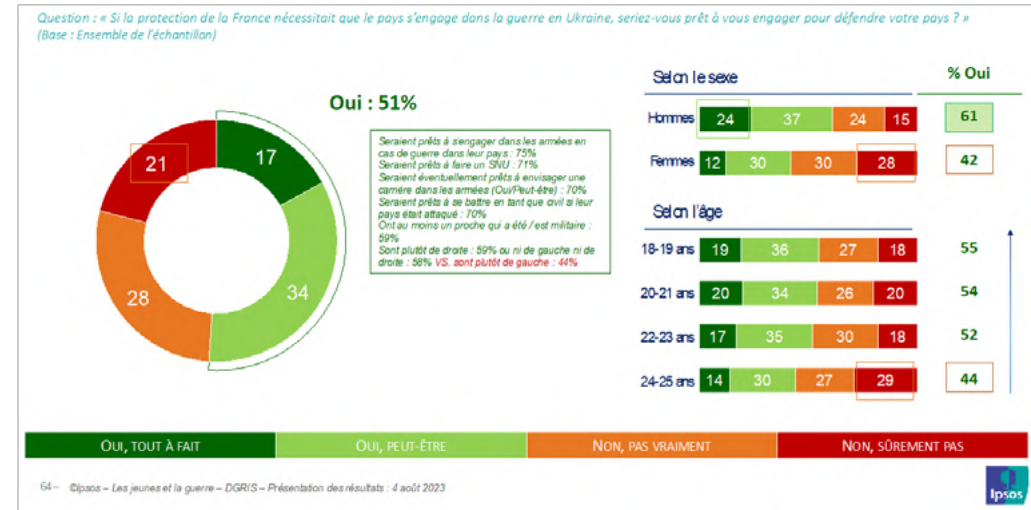 Question : « Si la protection de la France nécessitait que le pays s'engage dans la guerre en Ukraine, seriez-vous prêt à vous engager pour défendre votre pays ? »
(Base : Ensemble de l'échantillon)
Oui : 51%
21
17
28
34
Seraient prêts à s'engager dans les armées en
cas de guerre dans leur pays : 75%
Seraient prêts à faire un SNU : 71%
Seraient éventuellement prêts à envisager une
carrière dans les armées (Oui/Peut-être) : 70%
Seraient prêts à se battre en tant que civil si leur
pays était attaqué : 70%
Ont au moins un proche qui a été / est militaire :
59%
Sont plutôt de droite : 59% ou ni de gauche ni de
droite : 58% VS. sont plutôt de gauche : 44%
Selon le sexe % Oui
Hommes 24 37 24 15 61
Femmes 12 30 30 28 42
Selon l'âge
18-19 ans 19 36 27 18 55
20-21 ans 20 34 26 20 54
22-23 ans 17 35 30 18 52
24-25 ans 14 30 27 29 44
OUI, TOUT À FAIT OUI, PEUT-ÊTRE NON, PAS VRAIMENT NON, SÛREMENT PAS
64 – ©Ipsos – Les jeunes et la guerre – DGRIS – Présentation des résultats : 4 août 2023
Ipsos